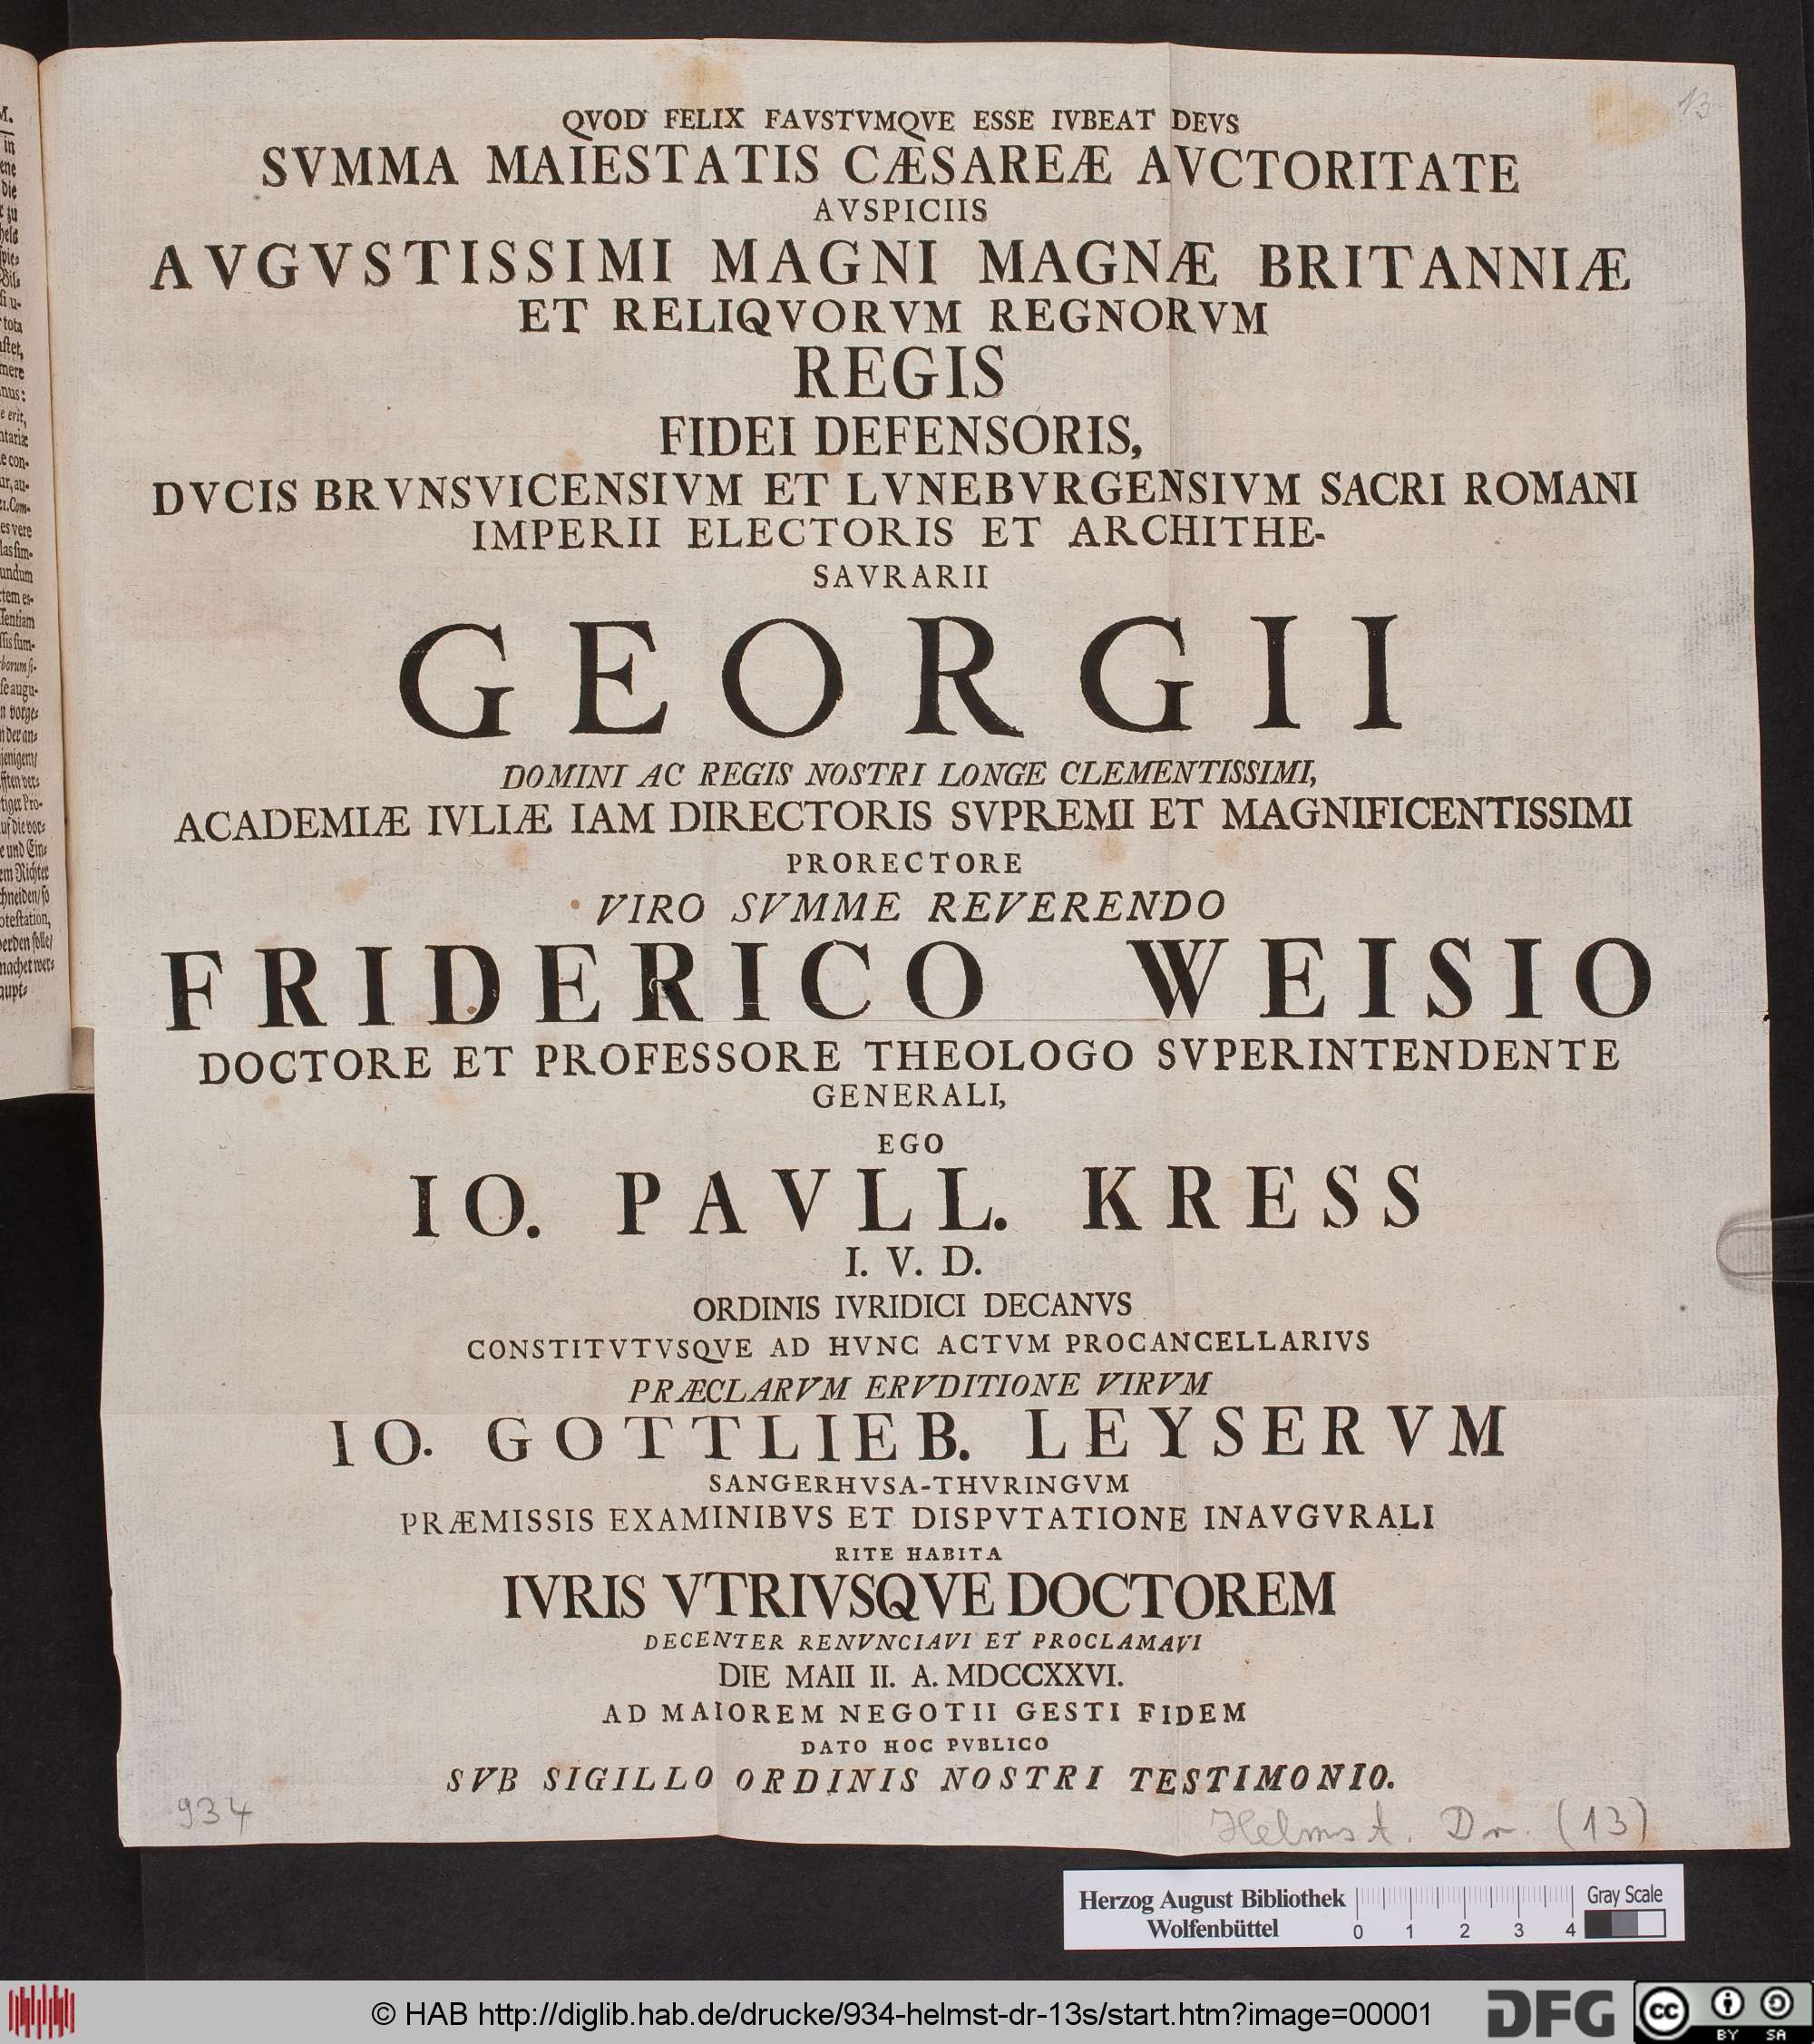 13
QVOD FELIX FAVSTVMQVE ESSE IVBEAT DEVS
SVMMA MAIESTATIS CÆSAREÆ AVCTORITATE
AVSPICIIS
AVGVSTISSIMI MAGNI MAGNÆ BRITANNIÆ
ET RELIQVORVM REGNORVM
REGIS
FIDEI DEFENSORIS,
DVCIS BRVNSVICENSIVM ET LVNEBVRGENSIVM SACRI ROMANI
IMPERII ELECTORIS ET ARCHITHE-
SAVRARII
GEORGII
DOMINI AC REGIS NOSTRI LONGE CLEMENTISSIMI,
ACADEMIÆ IVLIÆ IAM DIRECTORIS SVPREMI ET MAGNIFICENTISSIMI
PRORECTORE
VIRO SVMME REVERENDO
FRIDERICO WEISIO
DOCTORE ET PROFESSORE THEOLOGO SVPERINTENDENTE
GENERALI,
EGO
IO. PAVLL. KRESS
I. V. D.
ORDINIS IVRIDICI DECANVS
CONSTITVTVSQVE AD HVNC ACTVM PROCANCELLARIVS
PRÆCLARVM ERVDITIONE VIRVM
IO. GOTTLIEB. LEYSERVM
SANGERHVSA-THVRINGVM
PRÆMISSIS EXAMINIBVS ET DISPVTATIONE INAVGVRALI
RITE HABITA
IVRIS VTRIVSQVE DOCTOREM
DECENTER RENVNCIAVI ET PROCLAMAVI
DIE MAII II. A. MDCCXXVI.
AD MAIOREM NEGOTII GESTI FIDEM
DATO HOC PVBLICO
SVB SIGILLO ORDINIS NOSTRI TESTIMONIO.
934
Helmst. Dr. (13)
Herzog August Bibliothek
Wolfenbüttel
0 1 2 3 4
Gray Scale
© HAB http://diglib.hab.de/drucke/934-helmst-dr-13s/start.htm?image=00001
DFG
cc BY SA